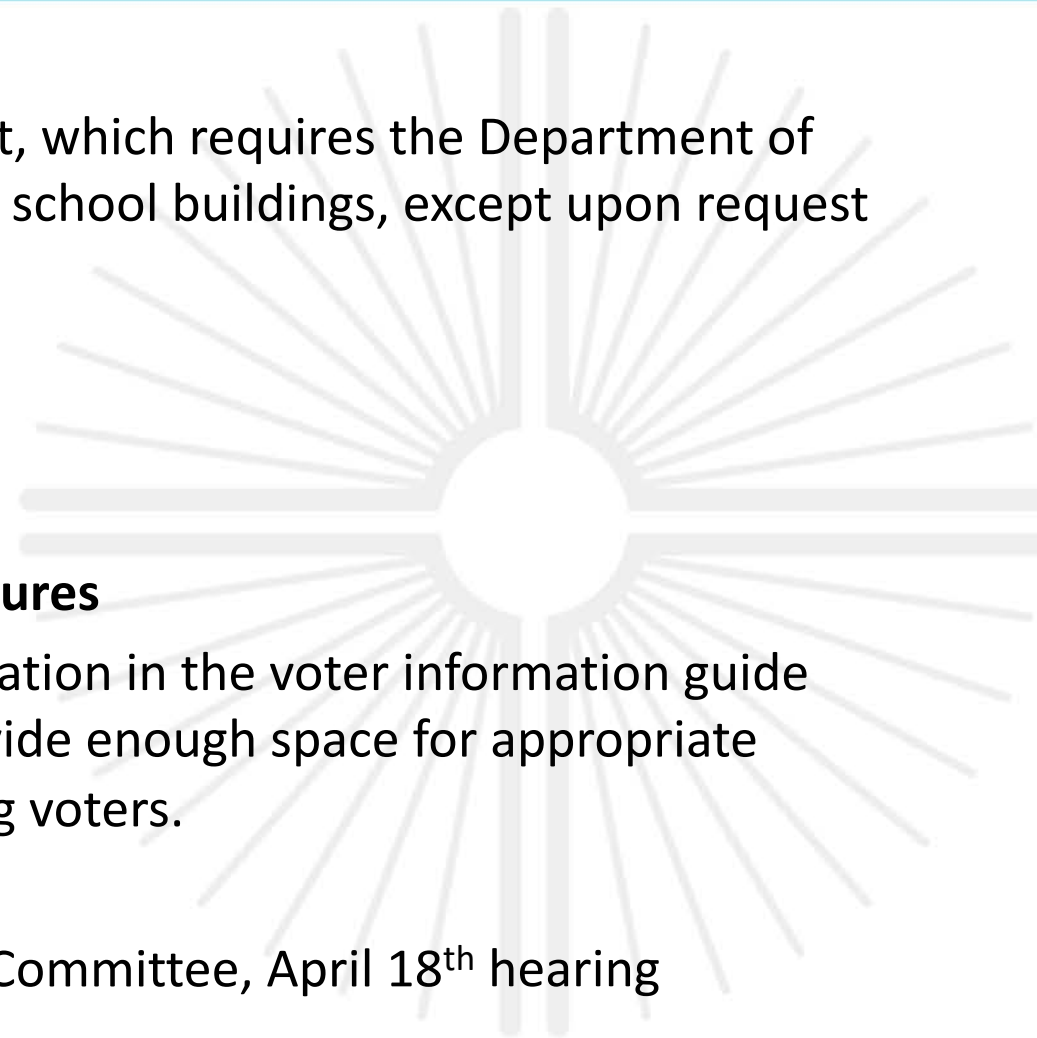 t, which requires the Department of
school buildings, except upon request
ures
ation in the voter information guide
vide enough space for appropriate
g voters.
Committee, April 18th hearing